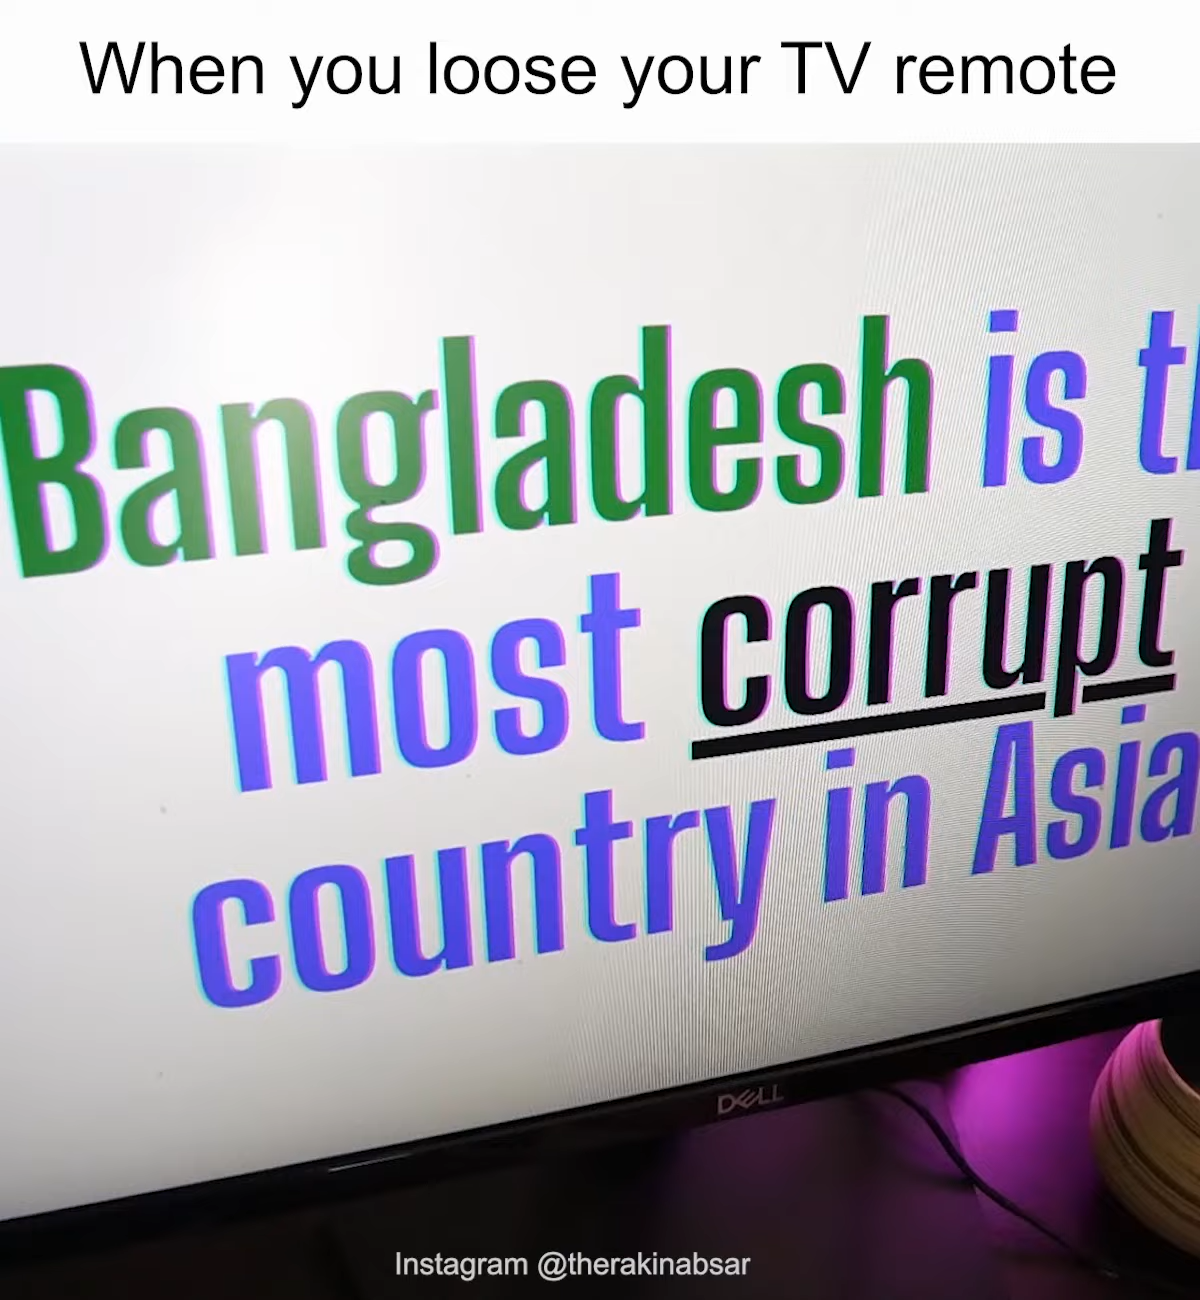 When you loose your TV remote
Bangladesh is
most corrupt
country in Asia
DELL
Instagram @therakinabsar